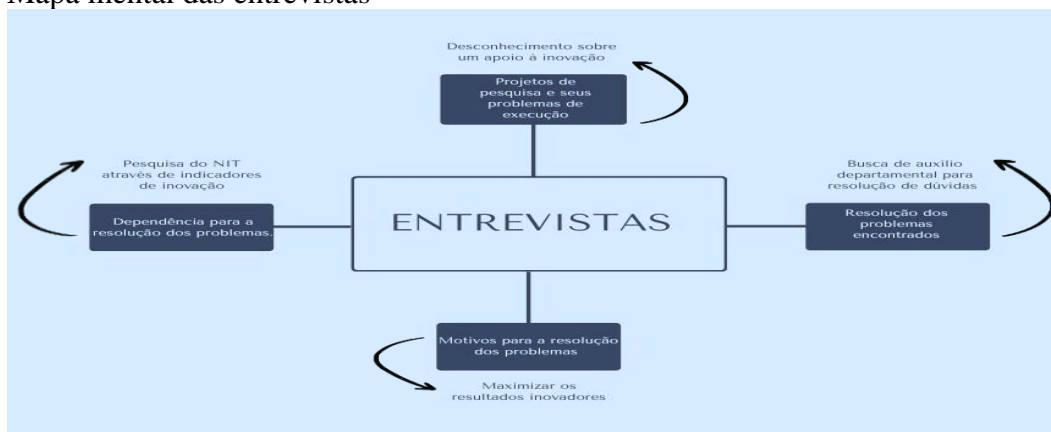 Mapa mental das entrevistas
Desconhecimento sobre
um apoio à inovação
Projetos de
pesquisa e seus
problemas de
execução
Pesquisa do NIT
através de indicadores
de inovação
Dependência para a
resolução dos problemas.
ENTREVISTAS
Busca de auxílio
departamental para
resolução de dúvidas
Resolução dos
problemas
encontrados
Motivos para a resolução
dos problemas
Maximizar os
resultados inovadores